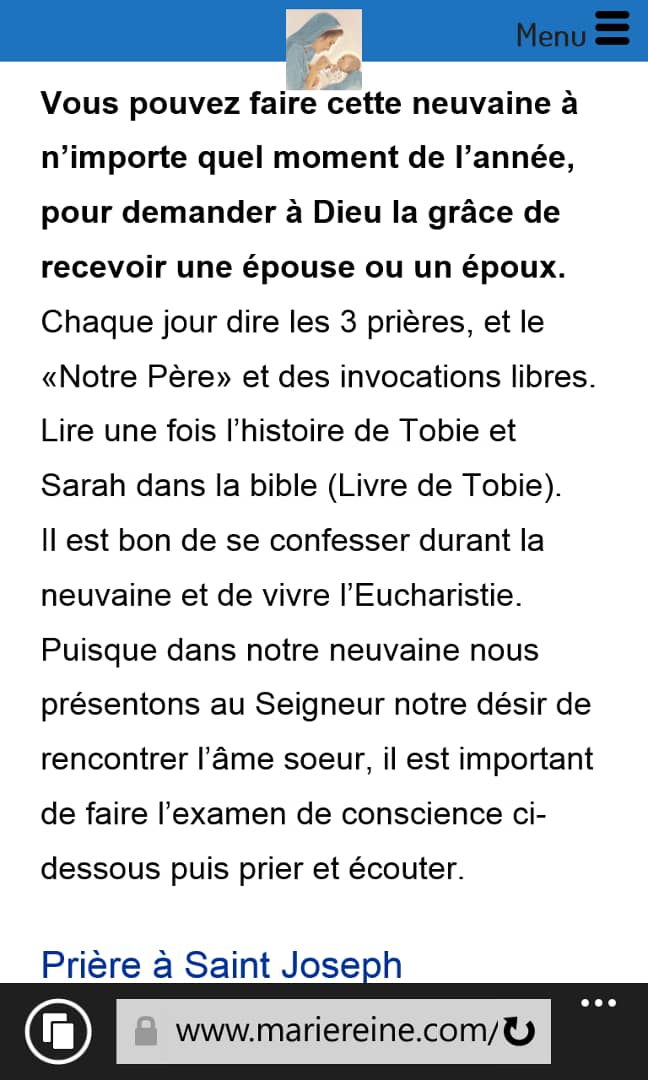 Menu
Vous pouvez faire cette neuvaine à
n’importe quel moment de l’année,
pour demander à Dieu la grâce de
recevoir une épouse ou un époux.
Chaque jour dire les 3 prières, et le
«Notre Père» et des invocations libres.
Lire une fois l’histoire de Tobie et
Sarah dans la bible (Livre de Tobie).
Il est bon de se confesser durant la
neuvaine et de vivre l’Eucharistie.
Puisque dans notre neuvaine nous
présentons au Seigneur notre désir de
rencontrer l’âme soeur, il est important
de faire l’examen de conscience ci-
dessous puis prier et écouter.
Prière à Saint Joseph
www.mariereine.com/